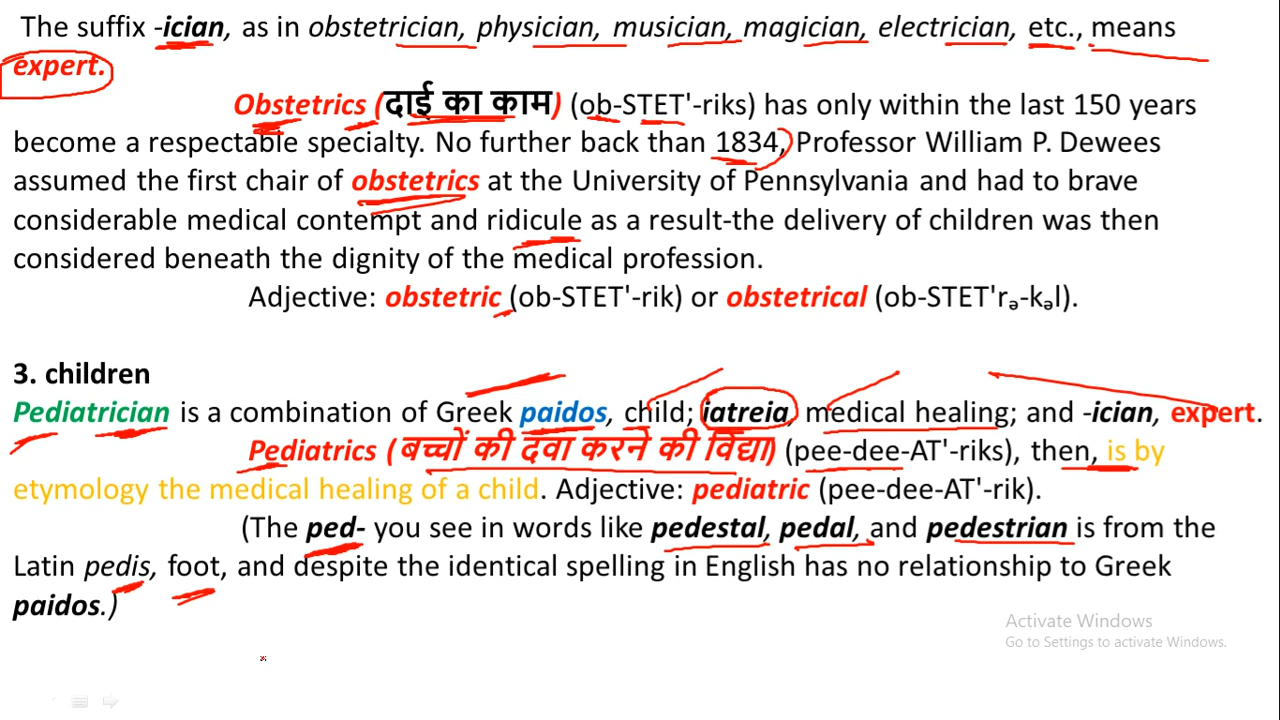 The suffix -ician, as in obstetrician, physician, musician, magician, electrician, etc., means
expert.
Obstetrics (दाई का काम) (ob-STET'-riks) has only within the last 150 years
become a respectable specialty. No further back than 1834, Professor William P. Dewees
assumed the first chair of obstetrics at the University of Pennsylvania and had to brave
considerable medical contempt and ridicule as a result-the delivery of children was then
considered beneath the dignity of the medical profession.
Adjective: obstetric (ob-STET'-rik) or obstetrical (ob-STET'rə-kəl).
3. children
Pediatrician is a combination of Greek paidos, child; iatreia, medical healing; and -ician, expert.
Pediatrics (बच्चों की दवा करने की विद्या) (pee-dee-AT'-riks), then, is by
etymology the medical healing of a child. Adjective: pediatric (pee-dee-AT'-rik).
(The ped- you see in words like pedestal, pedal, and pedestrian is from the
Latin pedis, foot, and despite the identical spelling in English has no relationship to Greek
paidos.)
Activate Windows
Go to Settings to activate Windows.